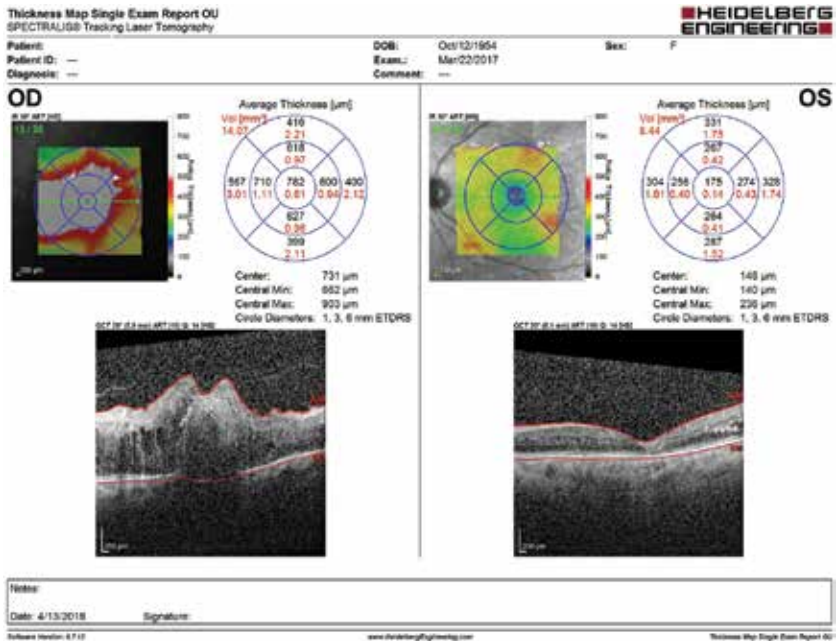 Thickness Map Single Exam Report OU
SPECTRALIS® Tracking Laser Tomography
HEIDELBERG
ENGINEERING
Patient:
Patient ID: ---
Diagnosis: ---
DOB: Oct/12/1954
Exam.: Mar/22/2017
Comment: ---
Sex: F
OD
Average Thickness [µm]
Vol [mm³]
14.07
416
2.21
618
0.97
567 710 782 600 400
3.01 1.11 0.61 0.94 2.12
627
0.98
399
2.11
Center: 731 µm
Central Min: 662 µm
Central Max: 903 µm
Circle Diameters: 1, 3, 6 mm ETDRS
200 µm
OS
Average Thickness [µm]
Vol [mm³]
8.44
331
1.75
267
0.42
304 256 175 274 328
1.61 0.40 0.14 0.43 1.74
264
0.41
287
1.52
Center: 146 µm
Central Min: 140 µm
Central Max: 236 µm
Circle Diameters: 1, 3, 6 mm ETDRS
200 µm
Notes:
Date: 4/13/2018 Signature:
www.HeidelbergEngineering.com
Thickness Map Single Exam Report OU